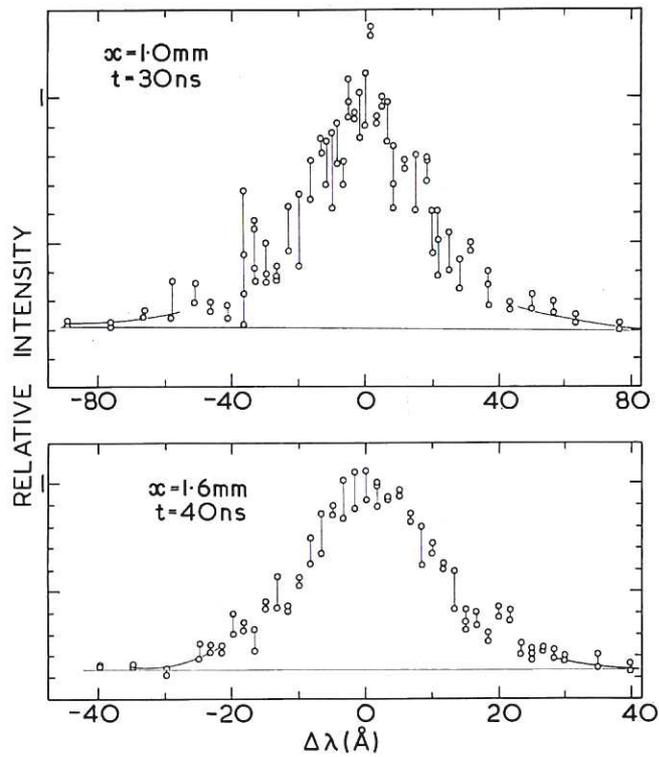 x=1·0mm
t=30ns
1
RELATIVE INTENSITY
-80 -40 0 40 80
x=1·6mm
t=40ns
1
-40 -20 0 20 40
Δλ(Å)